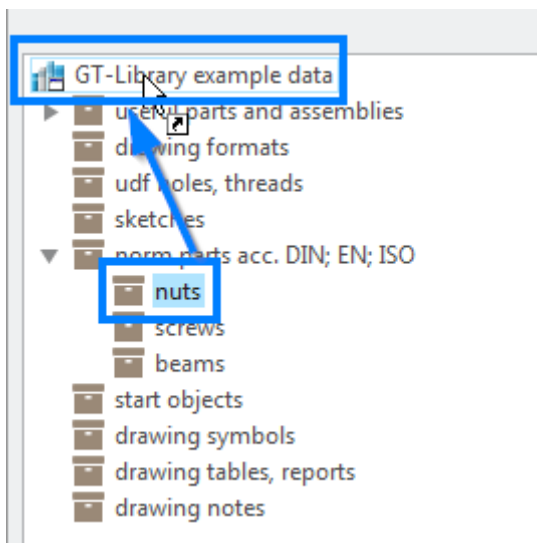 GT-Library example data
useful parts and assemblies
drawing formats
udf holes, threads
sketches
norm parts acc. DIN; EN; ISO
nuts
screws
beams
start objects
drawing symbols
drawing tables, reports
drawing notes